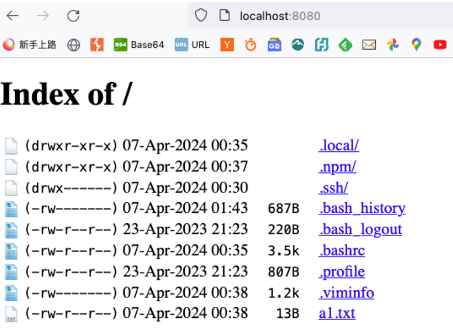 localhost:8080
新手上路 B64 Base64 URL URL Y G
Index of /
(drwxr-xr-x) 07-Apr-2024 00:35 .local/
(drwxr-xr-x) 07-Apr-2024 00:37 .npm/
(drwx------) 07-Apr-2024 00:30 .ssh/
(-rw-------) 07-Apr-2024 01:43 687B .bash_history
(-rw-r--r--) 23-Apr-2023 21:23 220B .bash_logout
(-rw-r--r--) 07-Apr-2024 00:35 3.5k .bashrc
(-rw-r--r--) 23-Apr-2023 21:23 807B .profile
(-rw-------) 07-Apr-2024 00:38 1.2k .viminfo
(-rw-r--r--) 07-Apr-2024 00:38 13B a1.txt